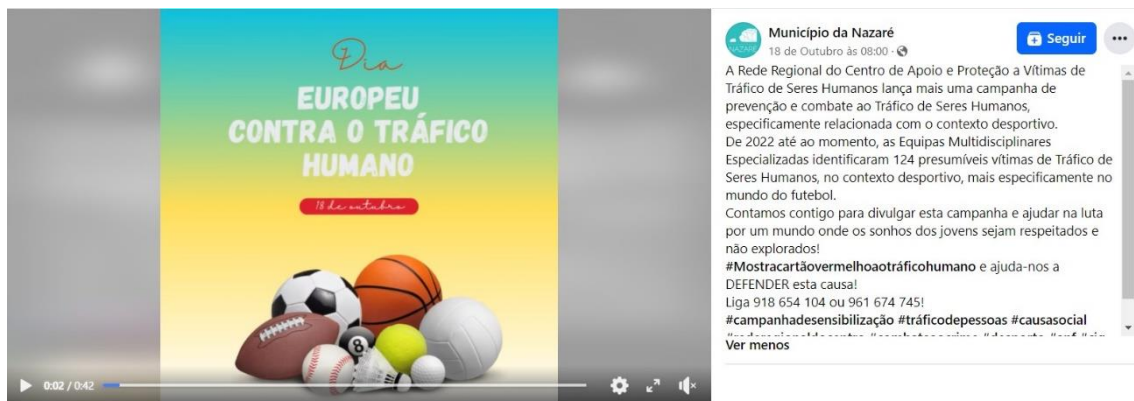 Dia
EUROPEU
CONTRA O TRÁFICO
HUMANO
18 de outubro
8
0:02 / 0:42
NAZARÉ
Município da Nazaré
18 de Outubro às 08:00 ·
Seguir
A Rede Regional do Centro de Apoio e Proteção a Vítimas de
Tráfico de Seres Humanos lança mais uma campanha de
prevenção e combate ao Tráfico de Seres Humanos,
especificamente relacionada com o contexto desportivo.
De 2022 até ao momento, as Equipas Multidisciplinares
Especializadas identificaram 124 presumíveis vítimas de Tráfico de
Seres Humanos, no contexto desportivo, mais especificamente no
mundo do futebol.
Contamos contigo para divulgar esta campanha e ajudar na luta
por um mundo onde os sonhos dos jovens sejam respeitados e
não explorados!
#Mostracartãovermelhoaotráficohumano e ajuda-nos a
DEFENDER esta causa!
Liga 918 654 104 ou 961 674 745!
#campanhadesensibilização #tráficodepessoas #causasocial
Ver menos